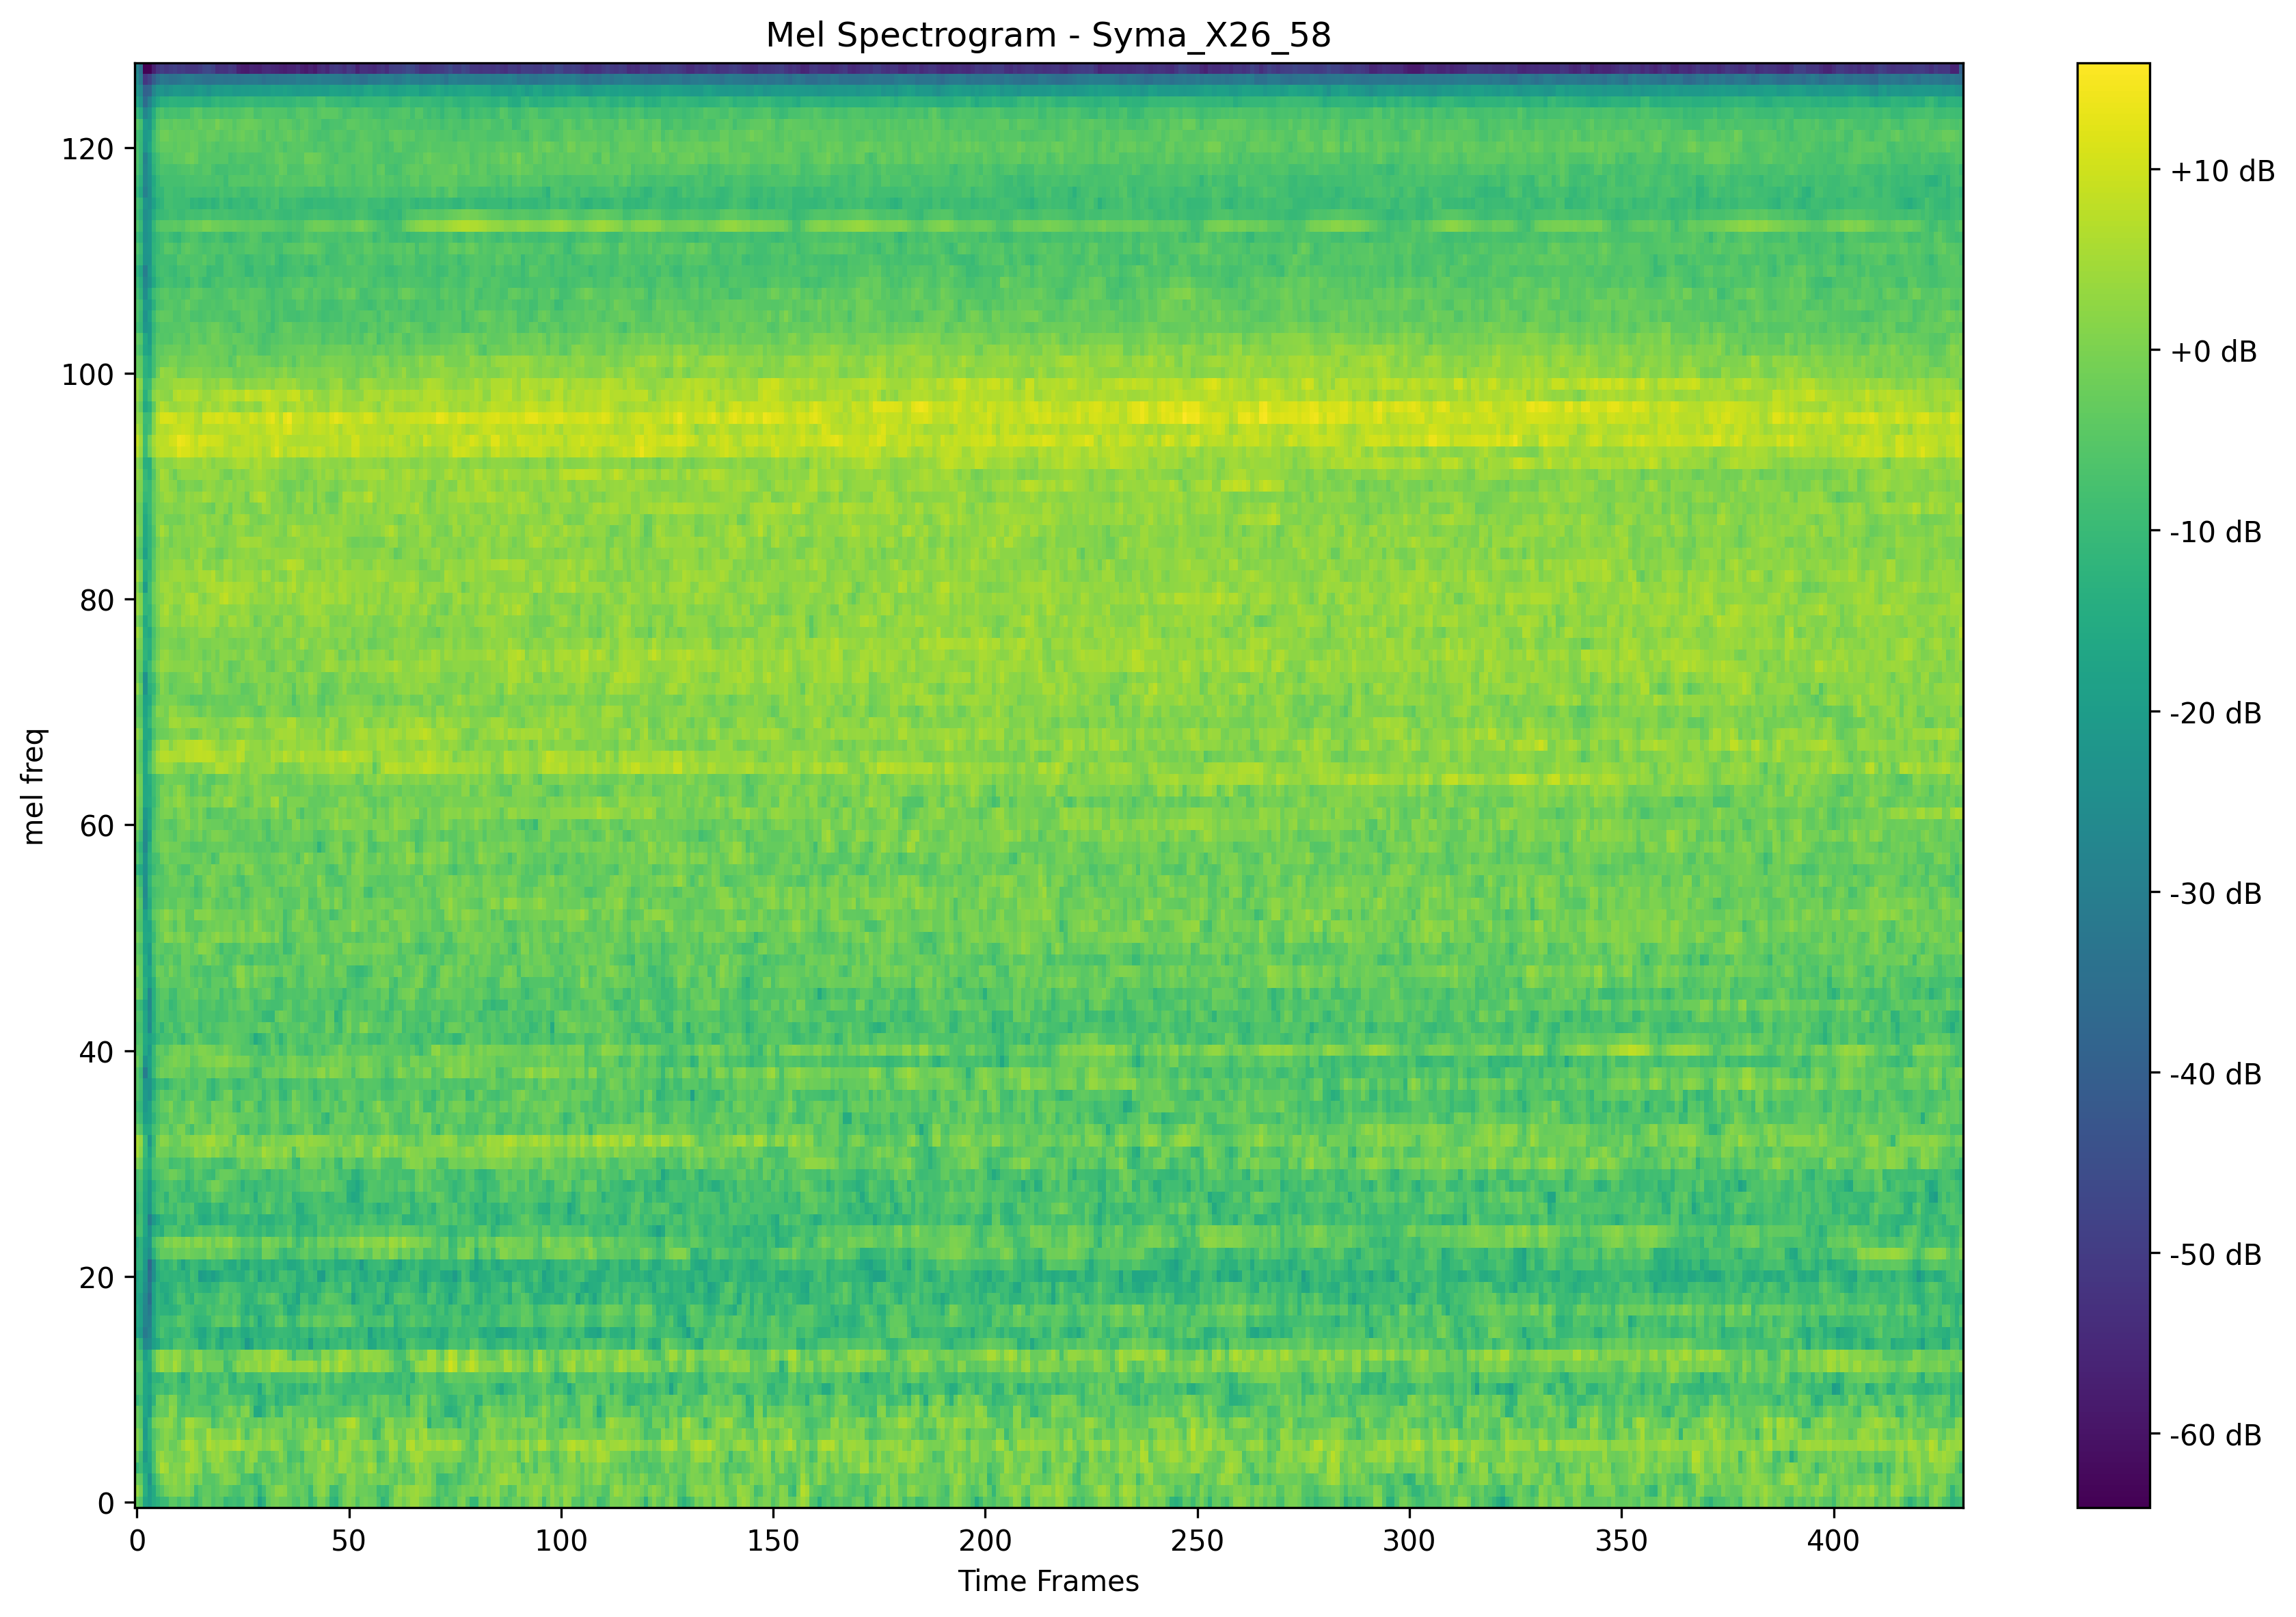 Mel Spectrogram - Syma_X26_58
mel freq
120
100
80
60
40
20
0
0 50 100 150 200 250 300 350 400
Time Frames
+10 dB
+0 dB
-10 dB
-20 dB
-30 dB
-40 dB
-50 dB
-60 dB